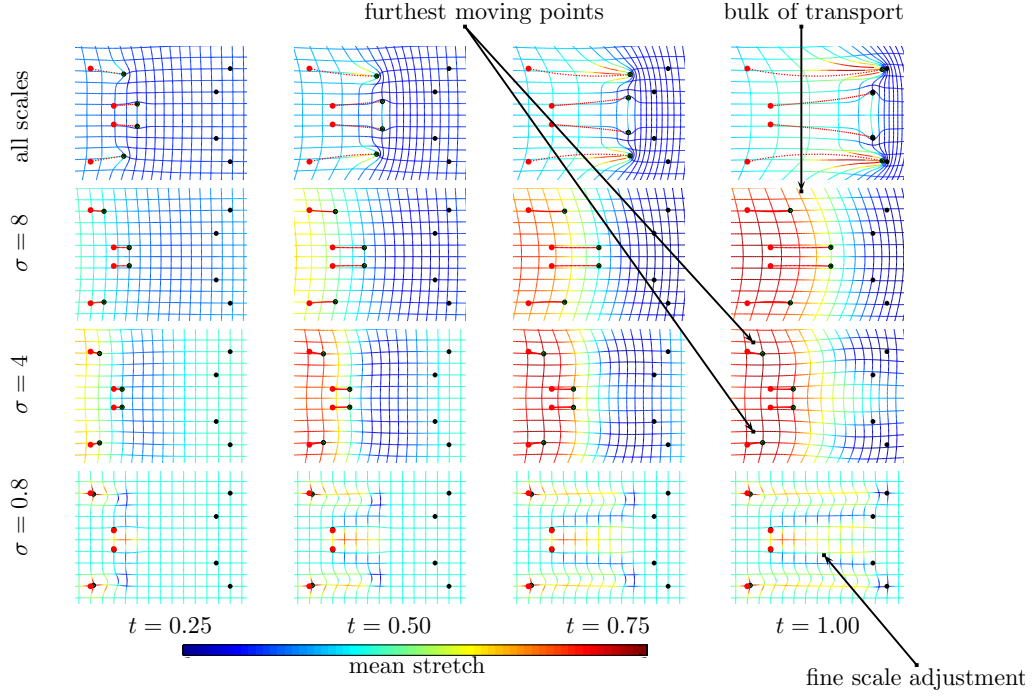 furthest moving points
bulk of transport
all scales
σ = 8
σ = 4
σ = 0.8
t = 0.25
t = 0.50
t = 0.75
t = 1.00
mean stretch
fine scale adjustment